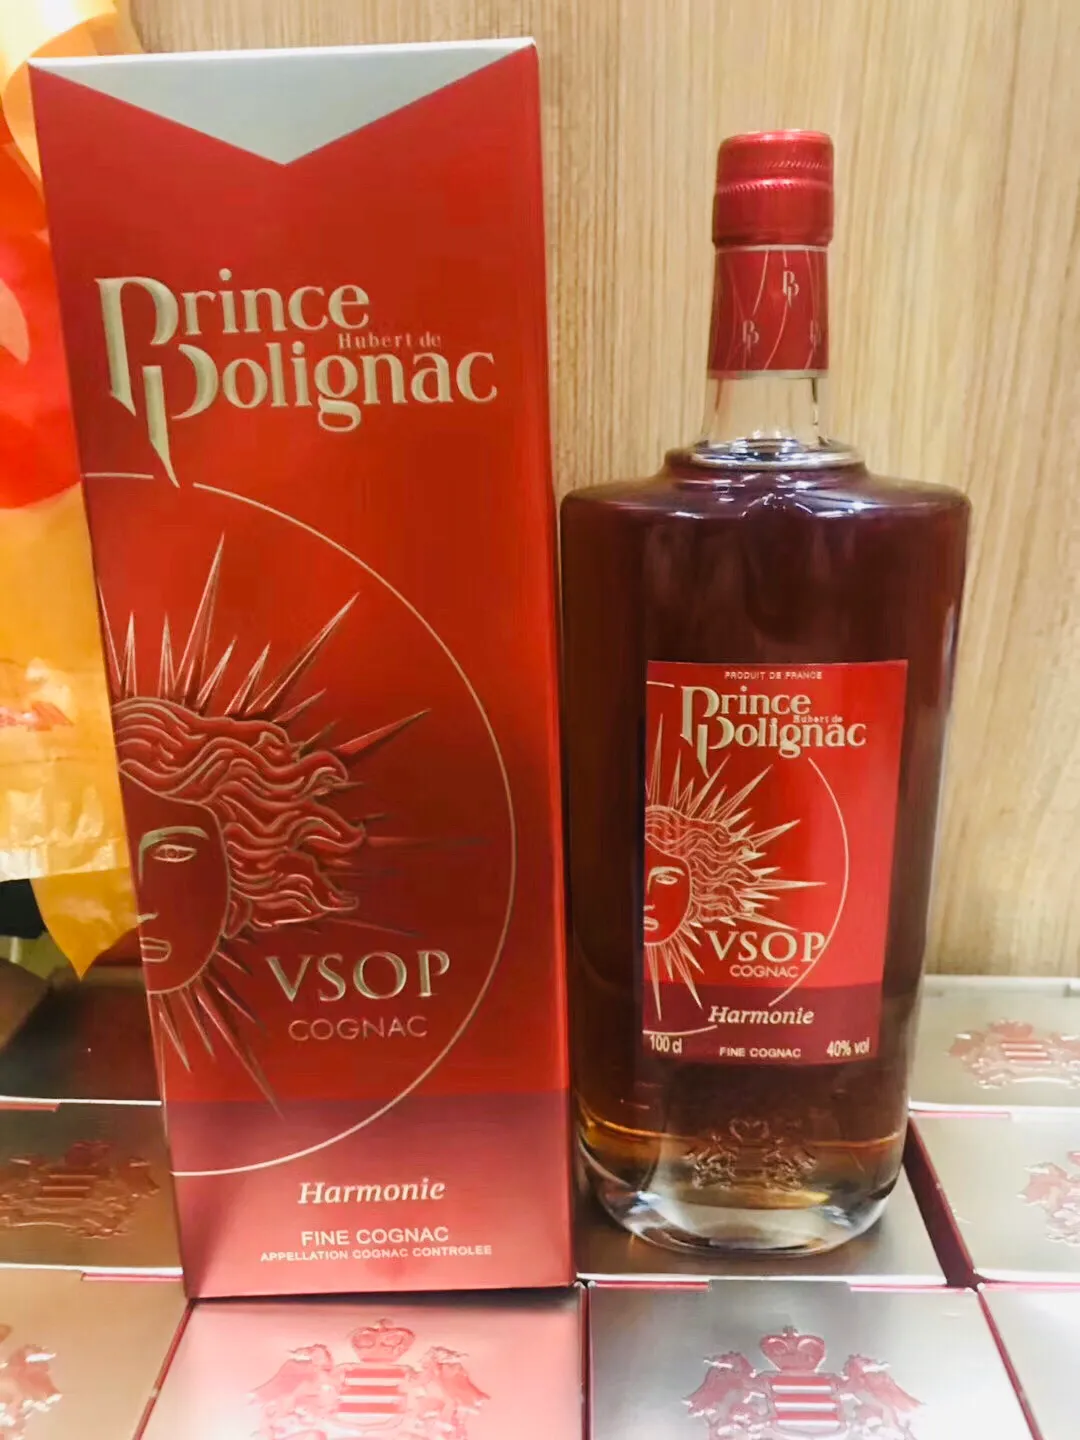 Prince
Hubert de
Polignac
VSOP
COGNAC
Harmonie
FINE COGNAC
APPELLATION COGNAC CONTROLEE
PRODUIT DE FRANCE
Prince
Hubert de
Polignac
VSOP
COGNAC
Harmonie
100 cl
FINE COGNAC
40% vol